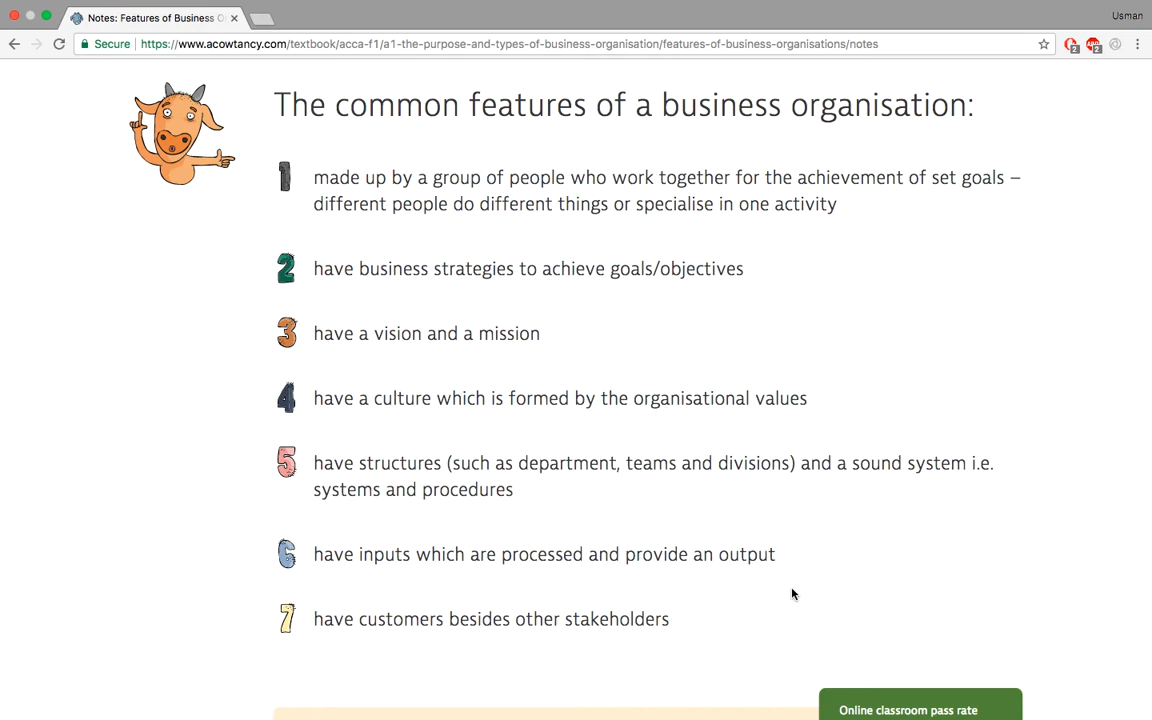 Notes: Features of Business O
Usman
Secure
https://www.acowtancy.com/textbook/acca-f1/a1-the-purpose-and-types-of-business-organisation/features-of-business-organisations/notes
2
2
The common features of a business organisation:
1 made up by a group of people who work together for the achievement of set goals –
different people do different things or specialise in one activity
2 have business strategies to achieve goals/objectives
3 have a vision and a mission
4 have a culture which is formed by the organisational values
5 have structures (such as department, teams and divisions) and a sound system i.e.
systems and procedures
6 have inputs which are processed and provide an output
7 have customers besides other stakeholders
Online classroom pass rate